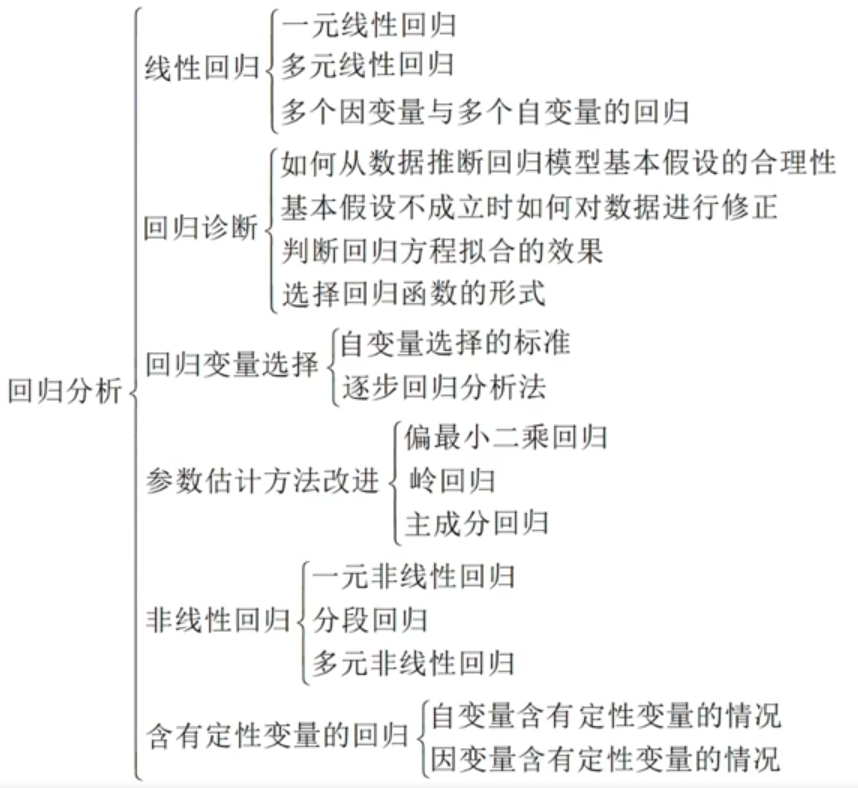 回归分析
线性回归
一元线性回归
多元线性回归
多个因变量与多个自变量的回归
回归诊断
如何从数据推断回归模型基本假设的合理性
基本假设不成立时如何对数据进行修正
判断回归方程拟合的效果
选择回归函数的形式
回归变量选择
自变量选择的标准
逐步回归分析法
参数估计方法改进
偏最小二乘回归
岭回归
主成分回归
非线性回归
一元非线性回归
分段回归
多元非线性回归
含有定性变量的回归
自变量含有定性变量的情况
因变量含有定性变量的情况